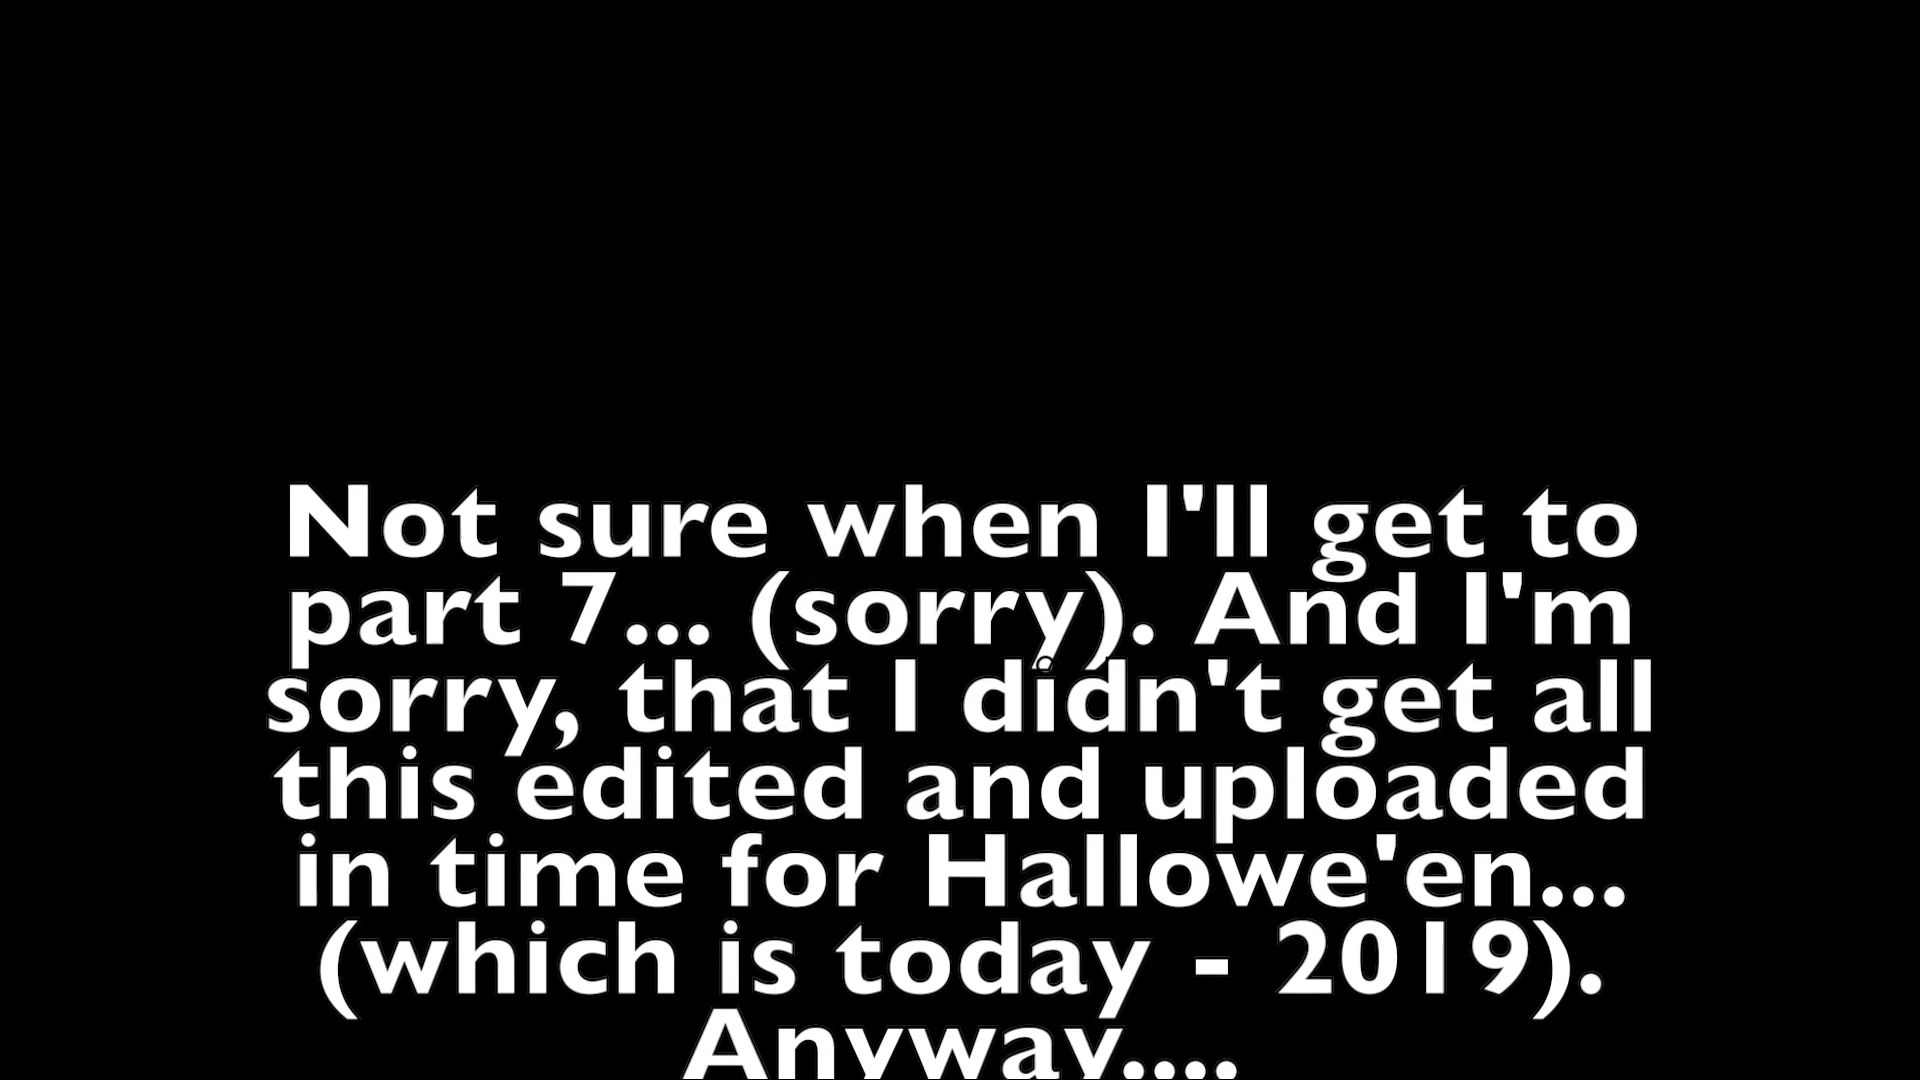 Not sure when I'll get to
part 7... (sorry). And I'm
sorry, that I didn't get all
this edited and uploaded
in time for Hallowe'en...
(which is today - 2019).
Anyway....